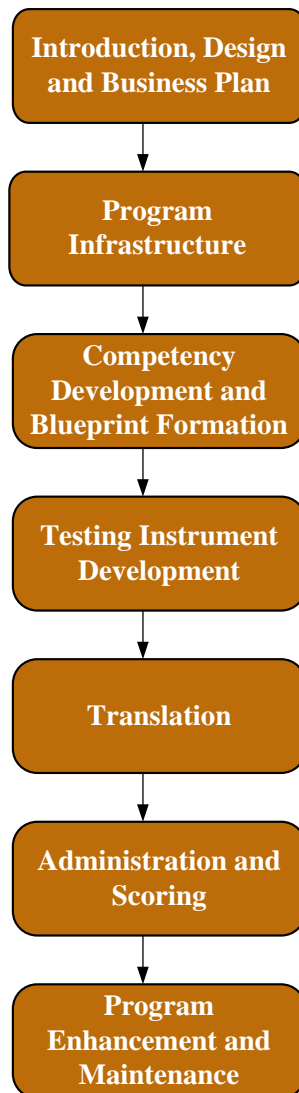 Introduction, Design
and Business Plan
Program
Infrastructure
Competency
Development and
Blueprint Formation
Testing Instrument
Development
Translation
Administration and
Scoring
Program
Enhancement and
Maintenance